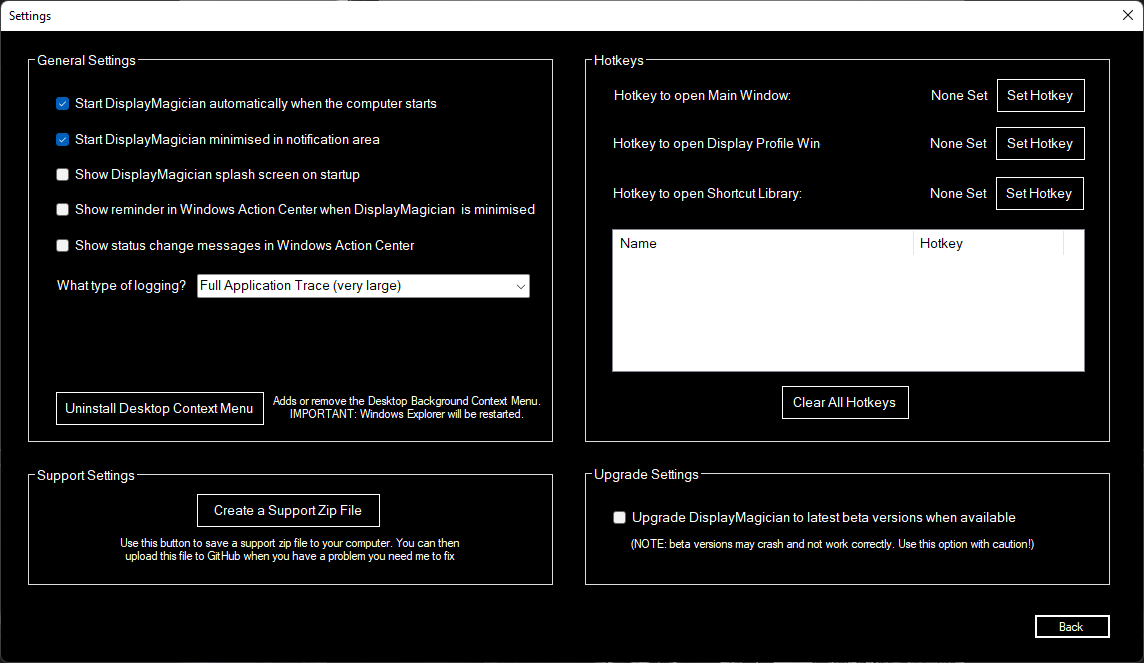 Settings
General Settings
Start DisplayMagician automatically when the computer starts
Start DisplayMagician minimised in notification area
Show DisplayMagician splash screen on startup
Show reminder in Windows Action Center when DisplayMagician  is minimised
Show status change messages in Windows Action Center
What type of logging? Full Application Trace (very large)
Uninstall Desktop Context Menu
Adds or remove the Desktop Background Context Menu.
IMPORTANT: Windows Explorer will be restarted.
Hotkeys
Hotkey to open Main Window: None Set Set Hotkey
Hotkey to open Display Profile Win None Set Set Hotkey
Hotkey to open Shortcut Library: None Set Set Hotkey
Name Hotkey
Clear All Hotkeys
Support Settings
Create a Support Zip File
Use this button to save a support zip file to your computer. You can then
upload this file to GitHub when you have a problem you need me to fix
Upgrade Settings
Upgrade DisplayMagician to latest beta versions when available
(NOTE: beta versions may crash and not work correctly. Use this option with caution!)
Back